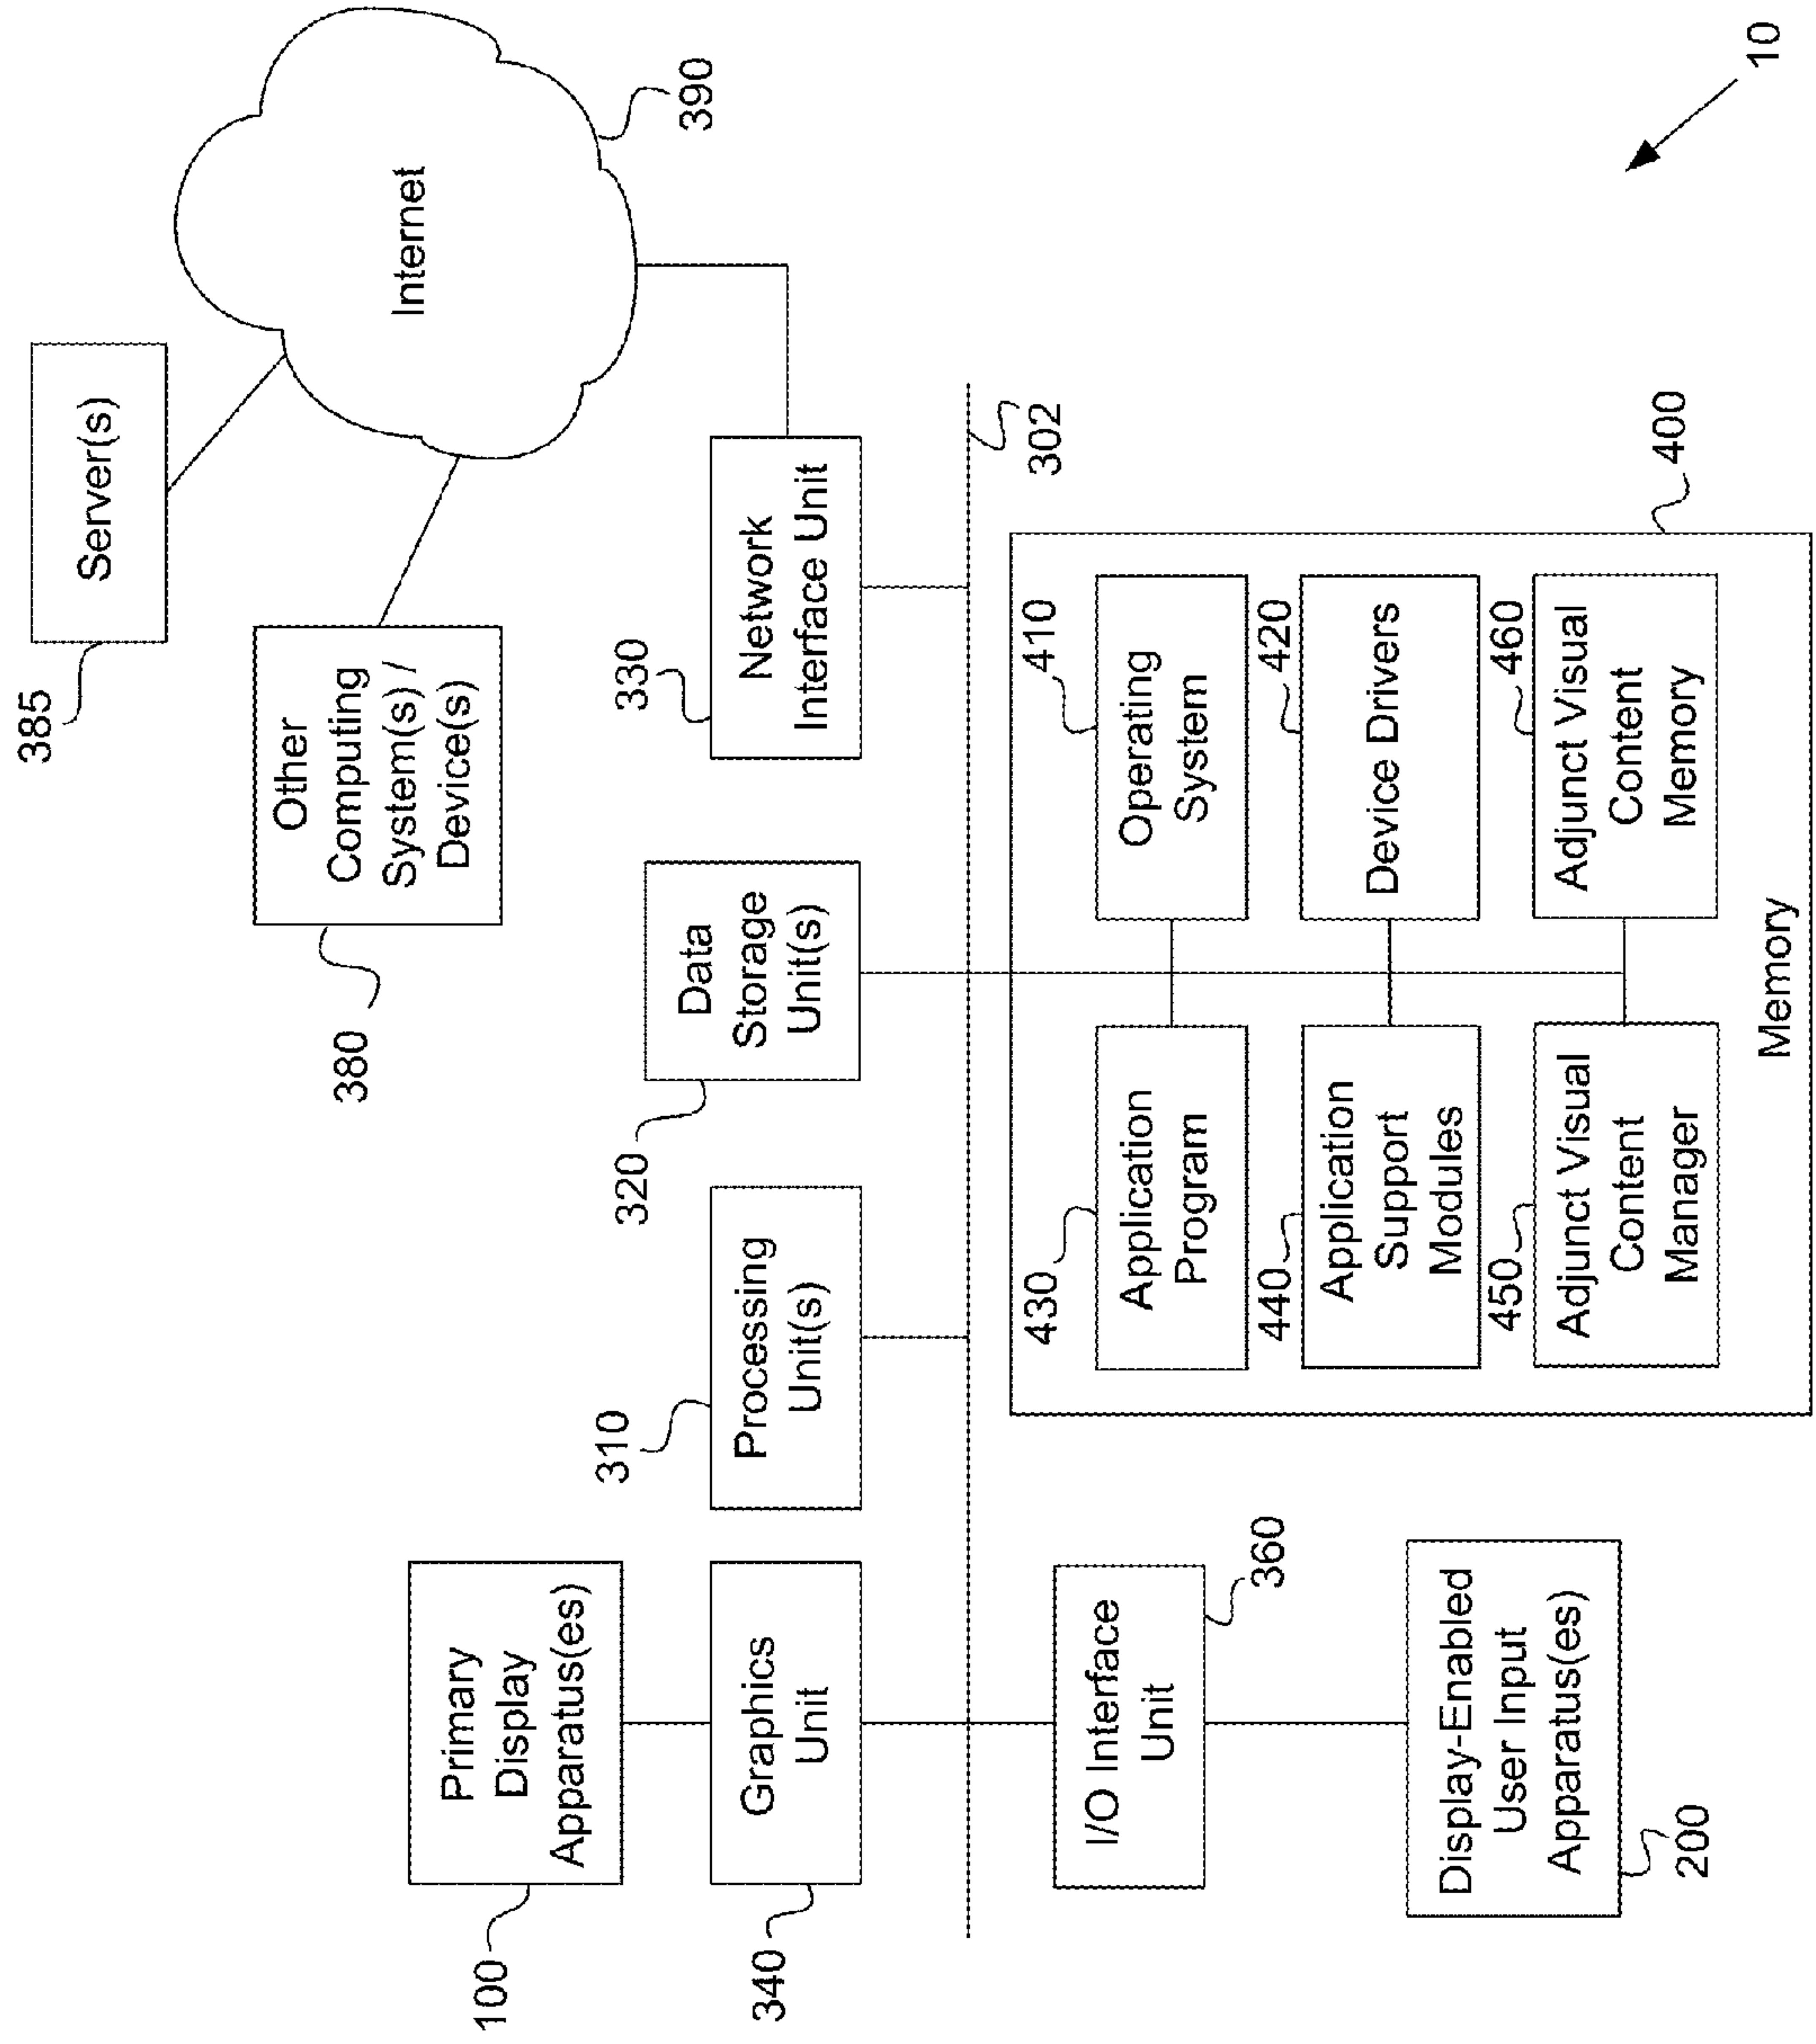 385
Server(s)
Internet
390
380
Other
Computing
System(s) /
Device(s)
100
Primary
Display
Apparatus(es)
340
Graphics
Unit
310
Processing
Unit(s)
320
Data
Storage
Unit(s)
330
Network
Interface Unit
302
I/O Interface
Unit
360
Display-Enabled
User Input
Apparatus(es)
200
400
430
Application
Program
410
Operating
System
440
Application
Support
Modules
420
Device Drivers
450
Adjunct Visual
Content
Manager
460
Adjunct Visual
Content
Memory
Memory
10